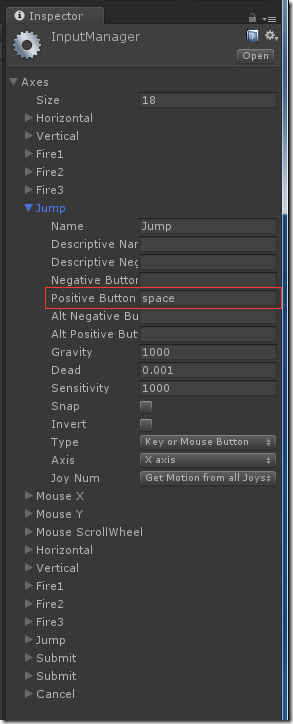 Inspector
InputManager
Open
Axes
Size 18
Horizontal
Vertical
Fire1
Fire2
Fire3
Jump
Name Jump
Descriptive Nar
Descriptive Neg
Negative Button
Positive Button space
Alt Negative Bu
Alt Positive But
Gravity 1000
Dead 0.001
Sensitivity 1000
Snap
Invert
Type Key or Mouse Button
Axis X axis
Joy Num Get Motion from all Joys
Mouse X
Mouse Y
Mouse ScrollWheel
Horizontal
Vertical
Fire1
Fire2
Fire3
Jump
Submit
Submit
Cancel